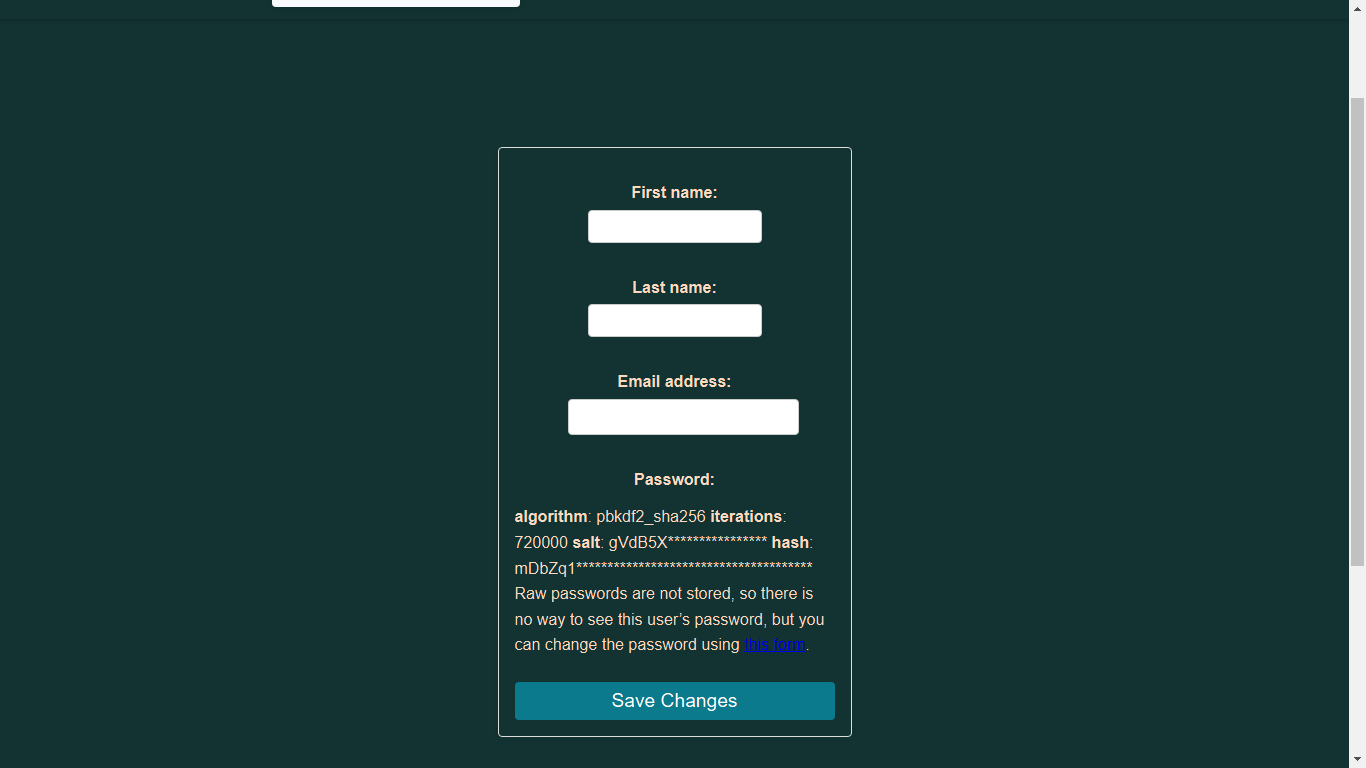 First name:
Last name:
Email address:
Password:
algorithm: pbkdf2_sha256 iterations:
720000 salt: gVdB5X**************** hash:
mDbZq1**************************************
Raw passwords are not stored, so there is
no way to see this user’s password, but you
can change the password using this form.
Save Changes